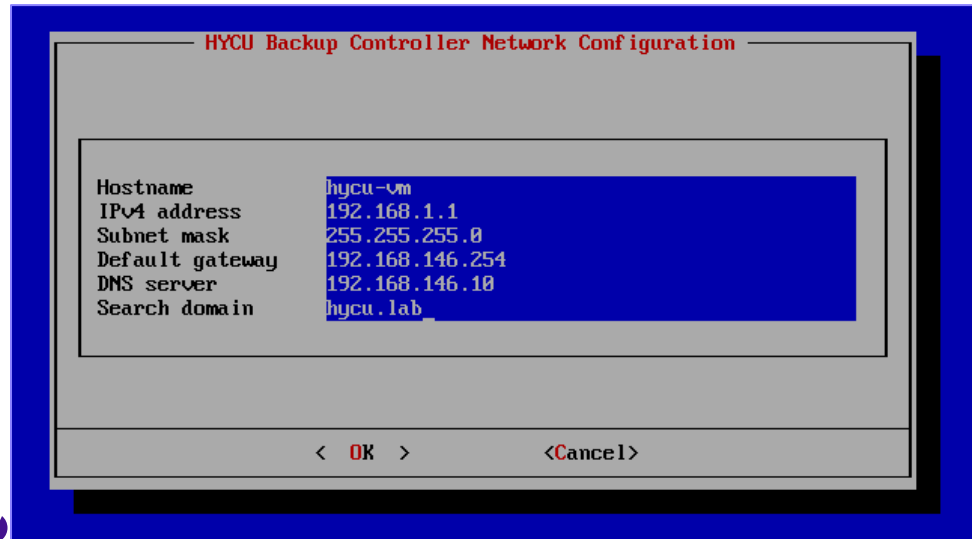 HYCU Backup Controller Network Configuration
Hostname hycu-vm
IPv4 address 192.168.1.1
Subnet mask 255.255.255.0
Default gateway 192.168.146.254
DNS server 192.168.146.10
Search domain hycu.lab_
< OK > <Cancel>